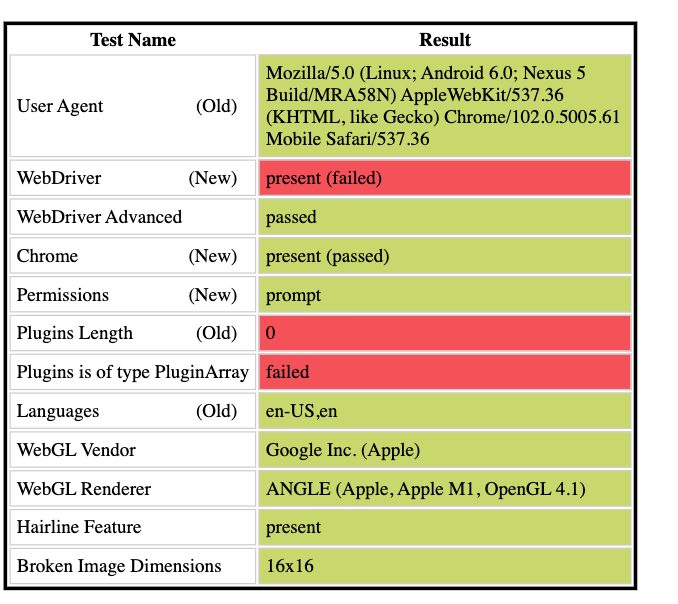 Test Name Result
User Agent (Old) Mozilla/5.0 (Linux; Android 6.0; Nexus 5
Build/MRA58N) AppleWebKit/537.36
(KHTML, like Gecko) Chrome/102.0.5005.61
Mobile Safari/537.36
WebDriver (New) present (failed)
WebDriver Advanced passed
Chrome (New) present (passed)
Permissions (New) prompt
Plugins Length (Old) 0
Plugins is of type PluginArray failed
Languages (Old) en-US,en
WebGL Vendor Google Inc. (Apple)
WebGL Renderer ANGLE (Apple, Apple M1, OpenGL 4.1)
Hairline Feature present
Broken Image Dimensions 16x16